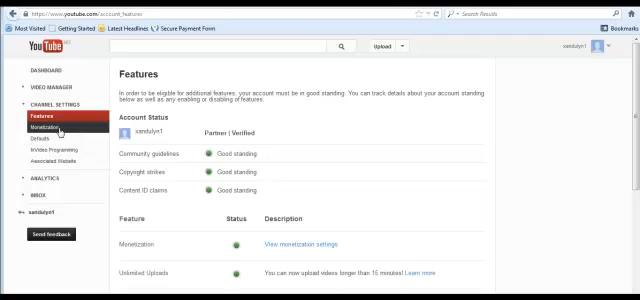 https://www.youtube.com/account_features
Search Results
Most Visited
Getting Started
Latest Headlines
Secure Payment Form
Bookmarks
YouTube
Upload
xandulyn1
DASHBOARD
VIDEO MANAGER
CHANNEL SETTINGS
Features
Monetization
Defaults
InVideo Programming
Associated Website
ANALYTICS
INBOX
xandulyn1
Send feedback
Features
In order to be eligible for additional features, your account must be in good standing. You can track details about your account standing
below as well as any enabling or disabling of features.
Account Status
xandulyn1
Partner | Verified
Community guidelines
Good standing
Copyright strikes
Good standing
Content ID claims
Good standing
Feature
Status
Description
Monetization
View monetization settings
Unlimited Uploads
You can now upload videos longer than 15 minutes! Learn more